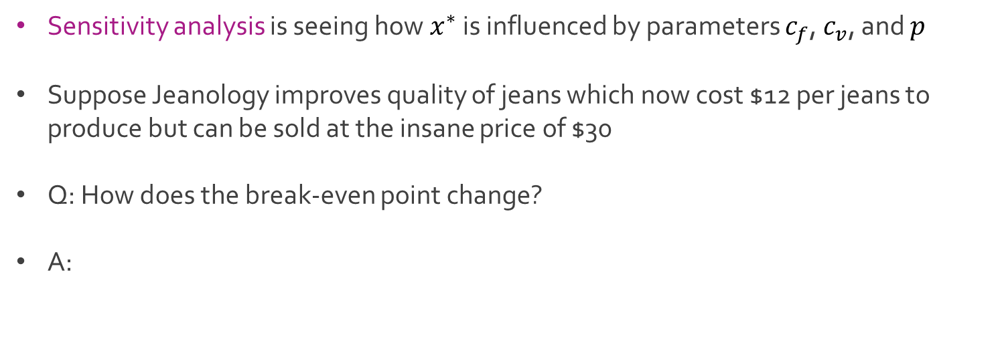 • Sensitivity analysis is seeing how x* is influenced by parameters c_f, c_v, and p
• Suppose Jeanology improves quality of jeans which now cost $12 per jeans to
produce but can be sold at the insane price of $30
• Q: How does the break-even point change?
• A: